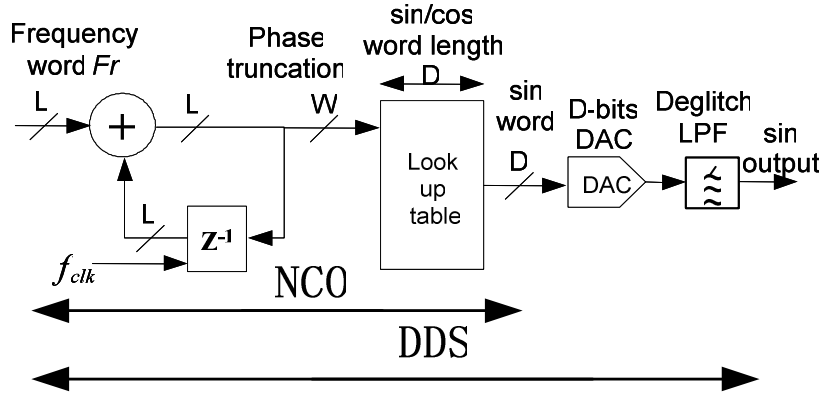 Frequency
word Fr
Phase
truncation
sin/cos
word length
D
L
L
W
sin
word
D
D-bits
DAC
Deglitch
LPF
sin
output
+
Look
up
table
DAC
L
Z-1
fclk
NCO
DDS